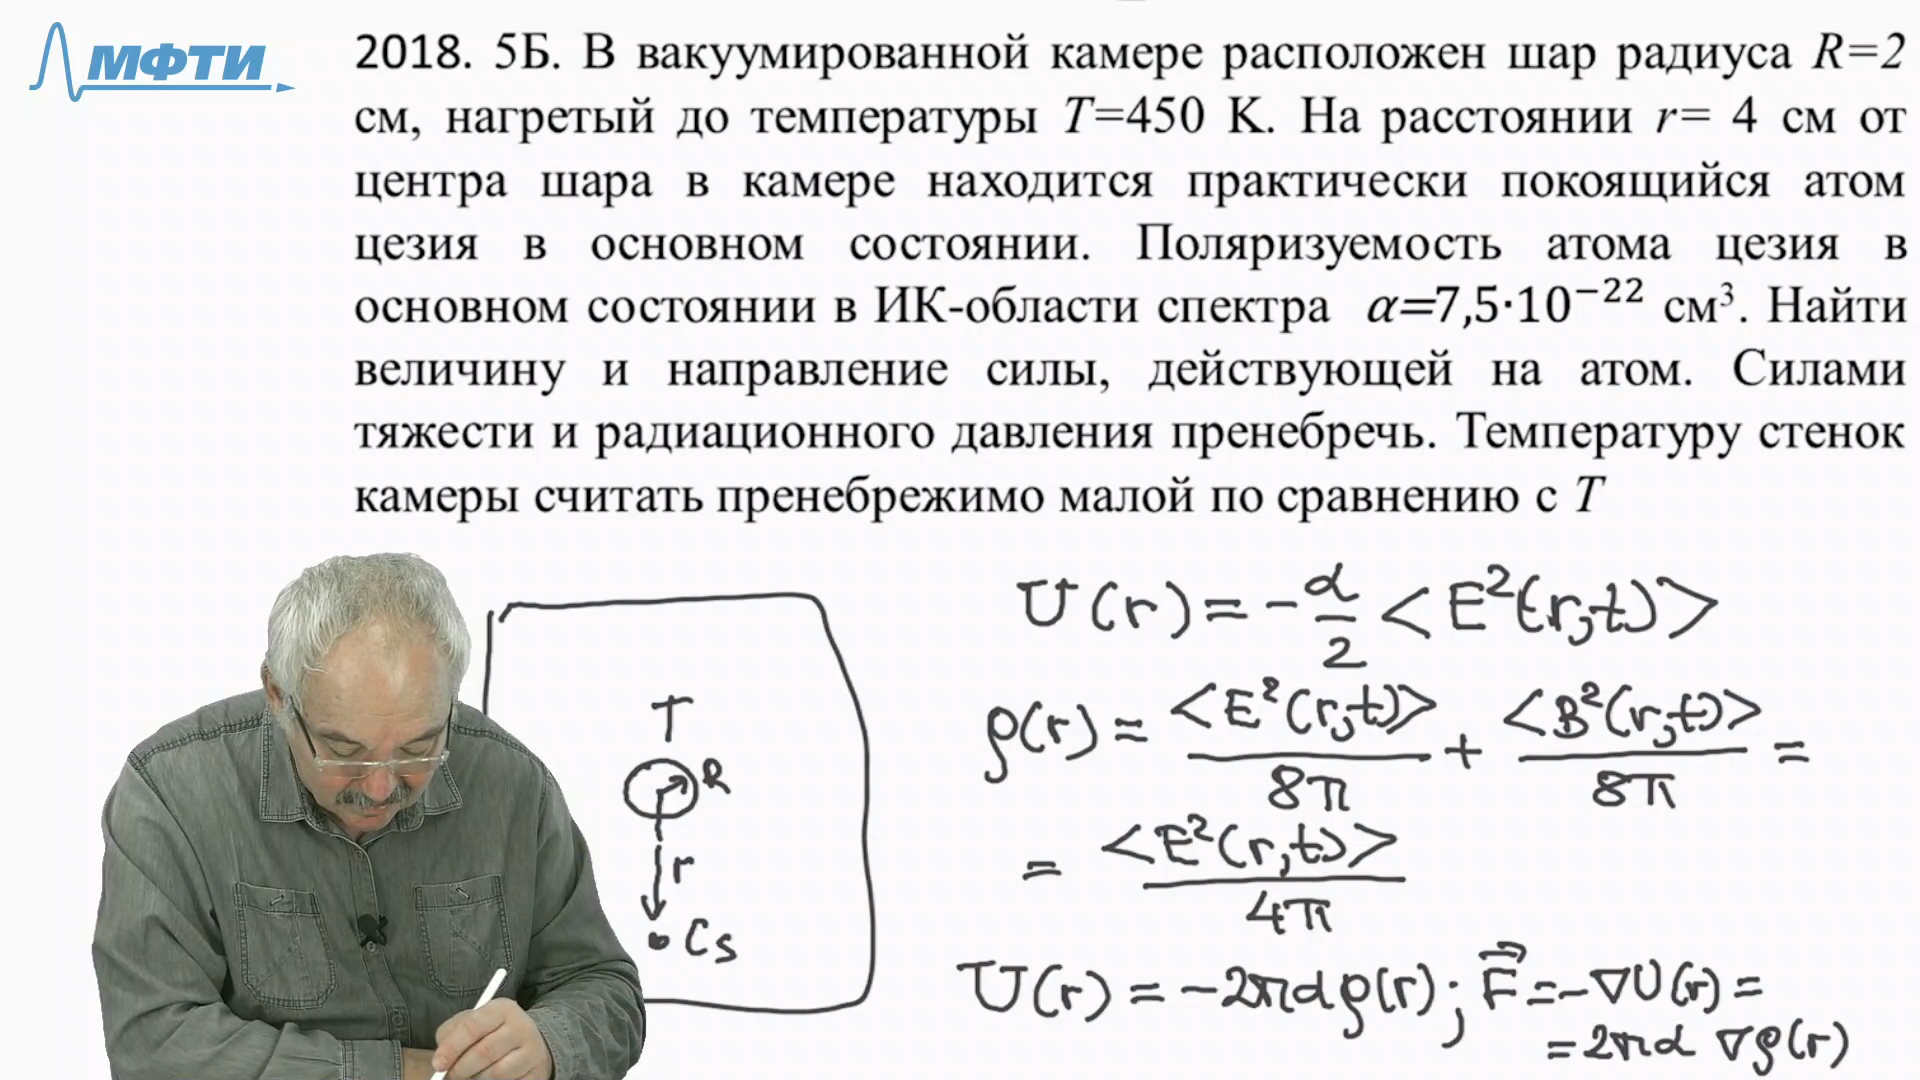 МФТИ
2018. 5Б. В вакуумированной камере расположен шар радиуса R=2
см, нагретый до температуры T=450 К. На расстоянии r= 4 см от
центра шара в камере находится практически покоящийся атом
цезия в основном состоянии. Поляризуемость атома цезия в
основном состоянии в ИК-области спектра α=7,5·10⁻²² см³. Найти
величину и направление силы, действующей на атом. Силами
тяжести и радиационного давления пренебречь. Температуру стенок
камеры считать пренебрежимо малой по сравнению с T
T
R
r
Cs
U(r) = -α/2 <E²(r,t)>
ρ(r) = <E²(r,t)>/8π + <B²(r,t)>/8π =
= <E²(r,t)>/4π
U(r) = -2παρ(r); F⃗ = -∇U(r) =
= 2πα ∇ρ(r)